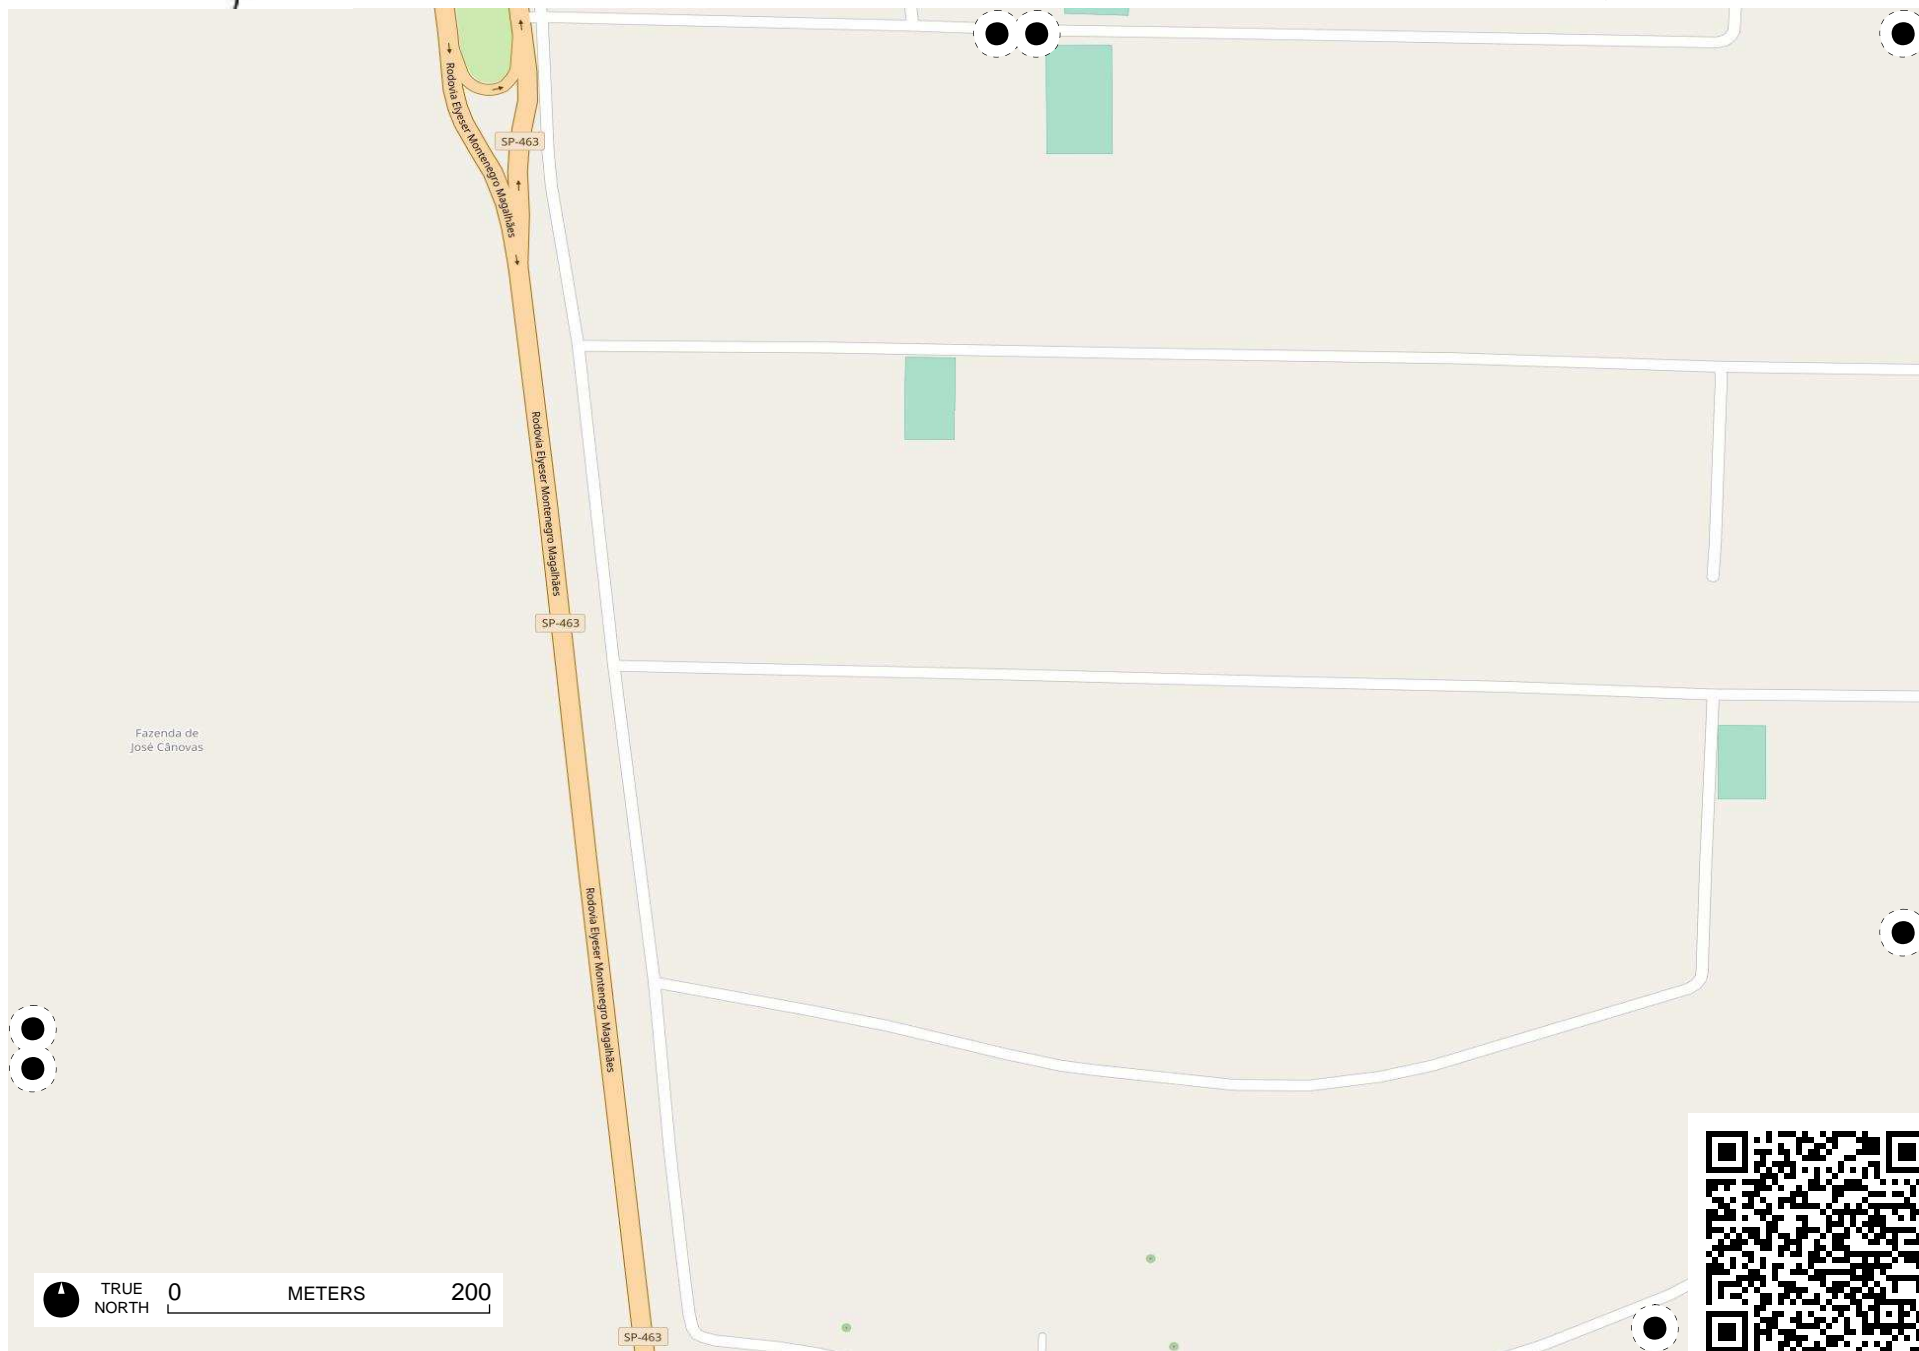 Rodovia Elyeser Montenegro Magalhães
SP-463
Rodovia Elyeser Montenegro Magalhães
SP-463
Fazenda de
José Cânovas
Rodovia Elyeser Montenegro Magalhães
TRUE
NORTH
0 METERS 200
SP-463